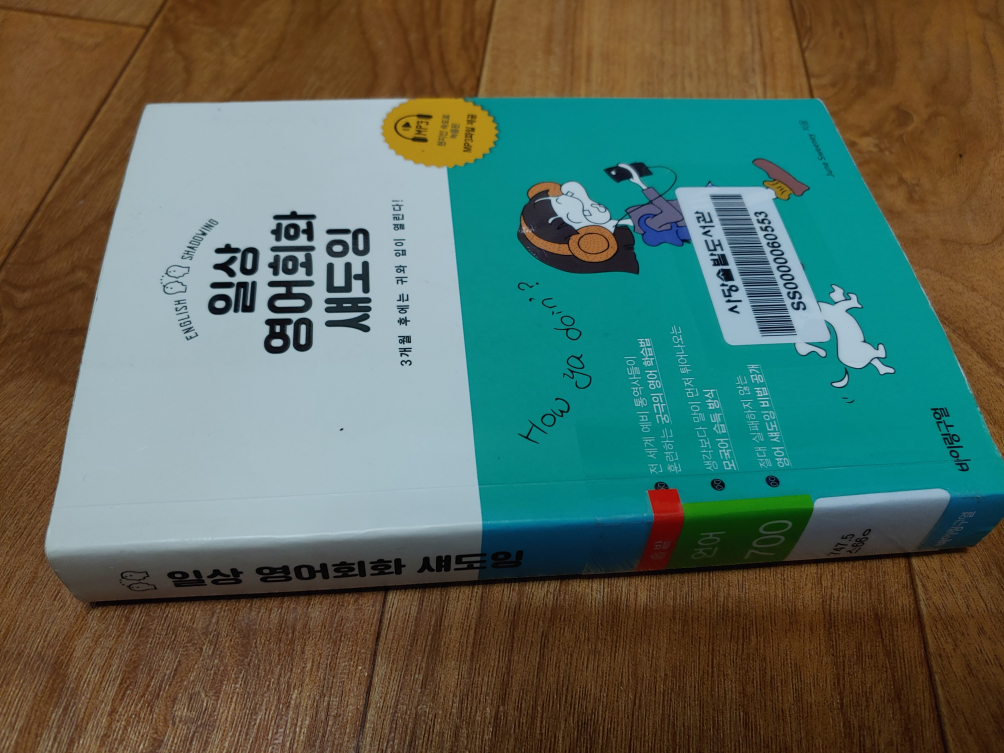 ENGLISH SHADOWING
일상
영어회화
섀도잉
3개월 후에는 귀와 입이 열린다!
MP3
How ya doin'?
Anne Sweeney 지음
사당솔밭도서관
SS0000060553
전 세계 예비 통역사들이
훈련하는 궁극의 영어 학습법
생각보다 말이 먼저 튀어나오는
모국어 습득 방식
절대 실패하지 않는
영어 섀도잉 비법 공개
바이링구얼
일상 영어회화 섀도잉
언어
700
747.5